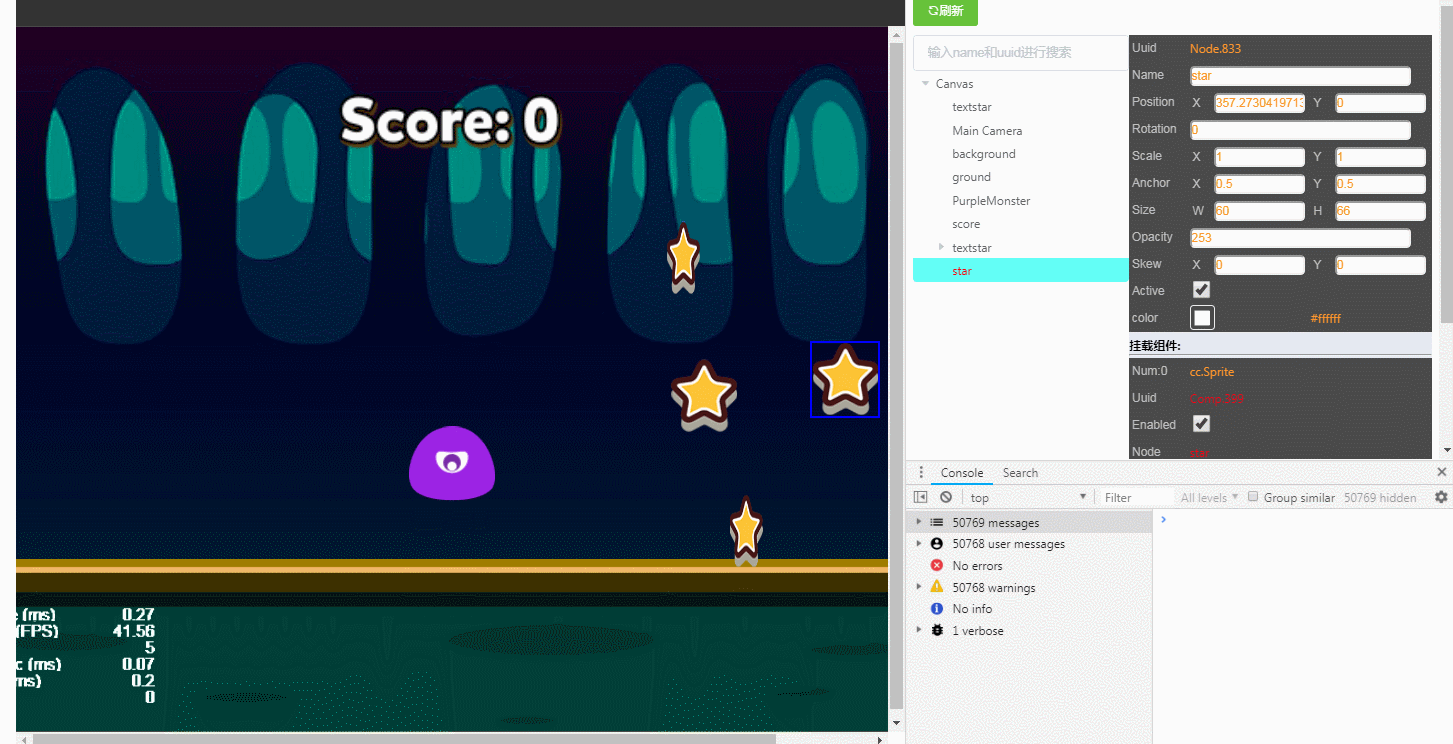 刷新
输入name和uuid进行搜索
Canvas
textstar
Main Camera
background
ground
PurpleMonster
score
textstar
star
Uuid Node.833
Name star
Position X 357.2730419713 Y 0
Rotation 0
Scale X 1 Y 1
Anchor X 0.5 Y 0.5
Size W 60 H 66
Opacity 253
Skew X 0 Y 0
Active
color #ffffff
挂载组件:
Num:0 cc.Sprite
Uuid
Enabled
Node
Score: 0
(ms) 0.27
(FPS) 41.56
5
c (ms) 0.07
ms) 0.2
0
Console Search
top Filter All levels Group similar 50769 hidden
50769 messages
50768 user messages
No errors
50768 warnings
No info
1 verbose